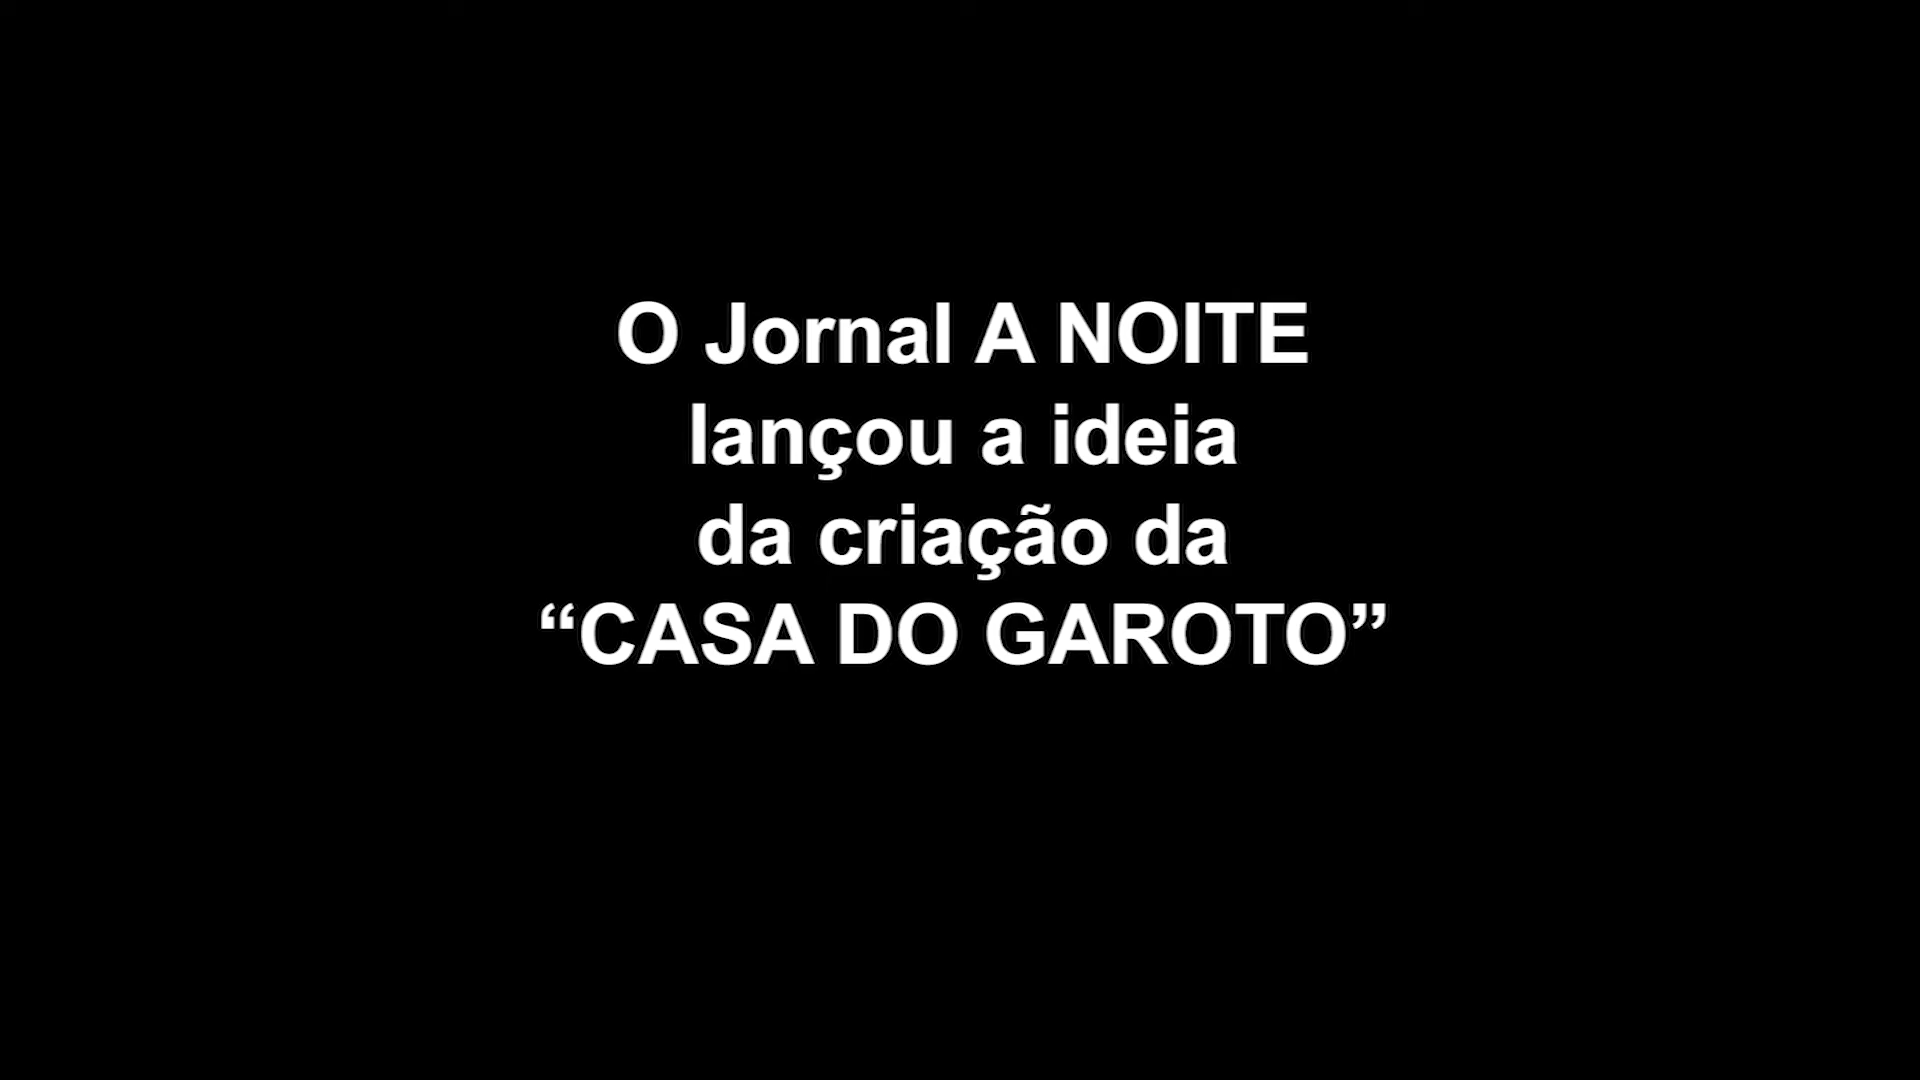 O Jornal A NOITE
lançou a ideia
da criação da
“CASA DO GAROTO”